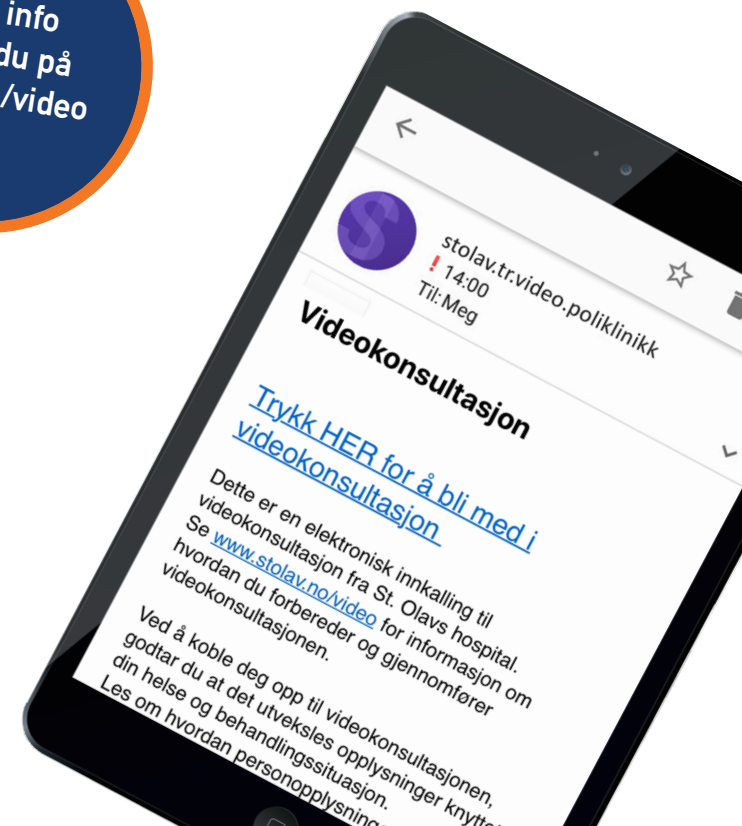 info
du på
/video
stolav.tr.video.poliklinikk
! 14:00
Til: Meg
Videokonsultasjon
Trykk HER for å bli med i
videokonsultasjon
Dette er en elektronisk innkalling til
videokonsultasjon fra St. Olavs hospital.
Se www.stolav.no/video for informasjon om
hvordan du forbereder og gjennomfører
videokonsultasjonen.
Ved å koble deg opp til videokonsultasjonen,
godtar du at det utveksles opplysninger
din helse og behandlingssituasjon.
Les om hvordan